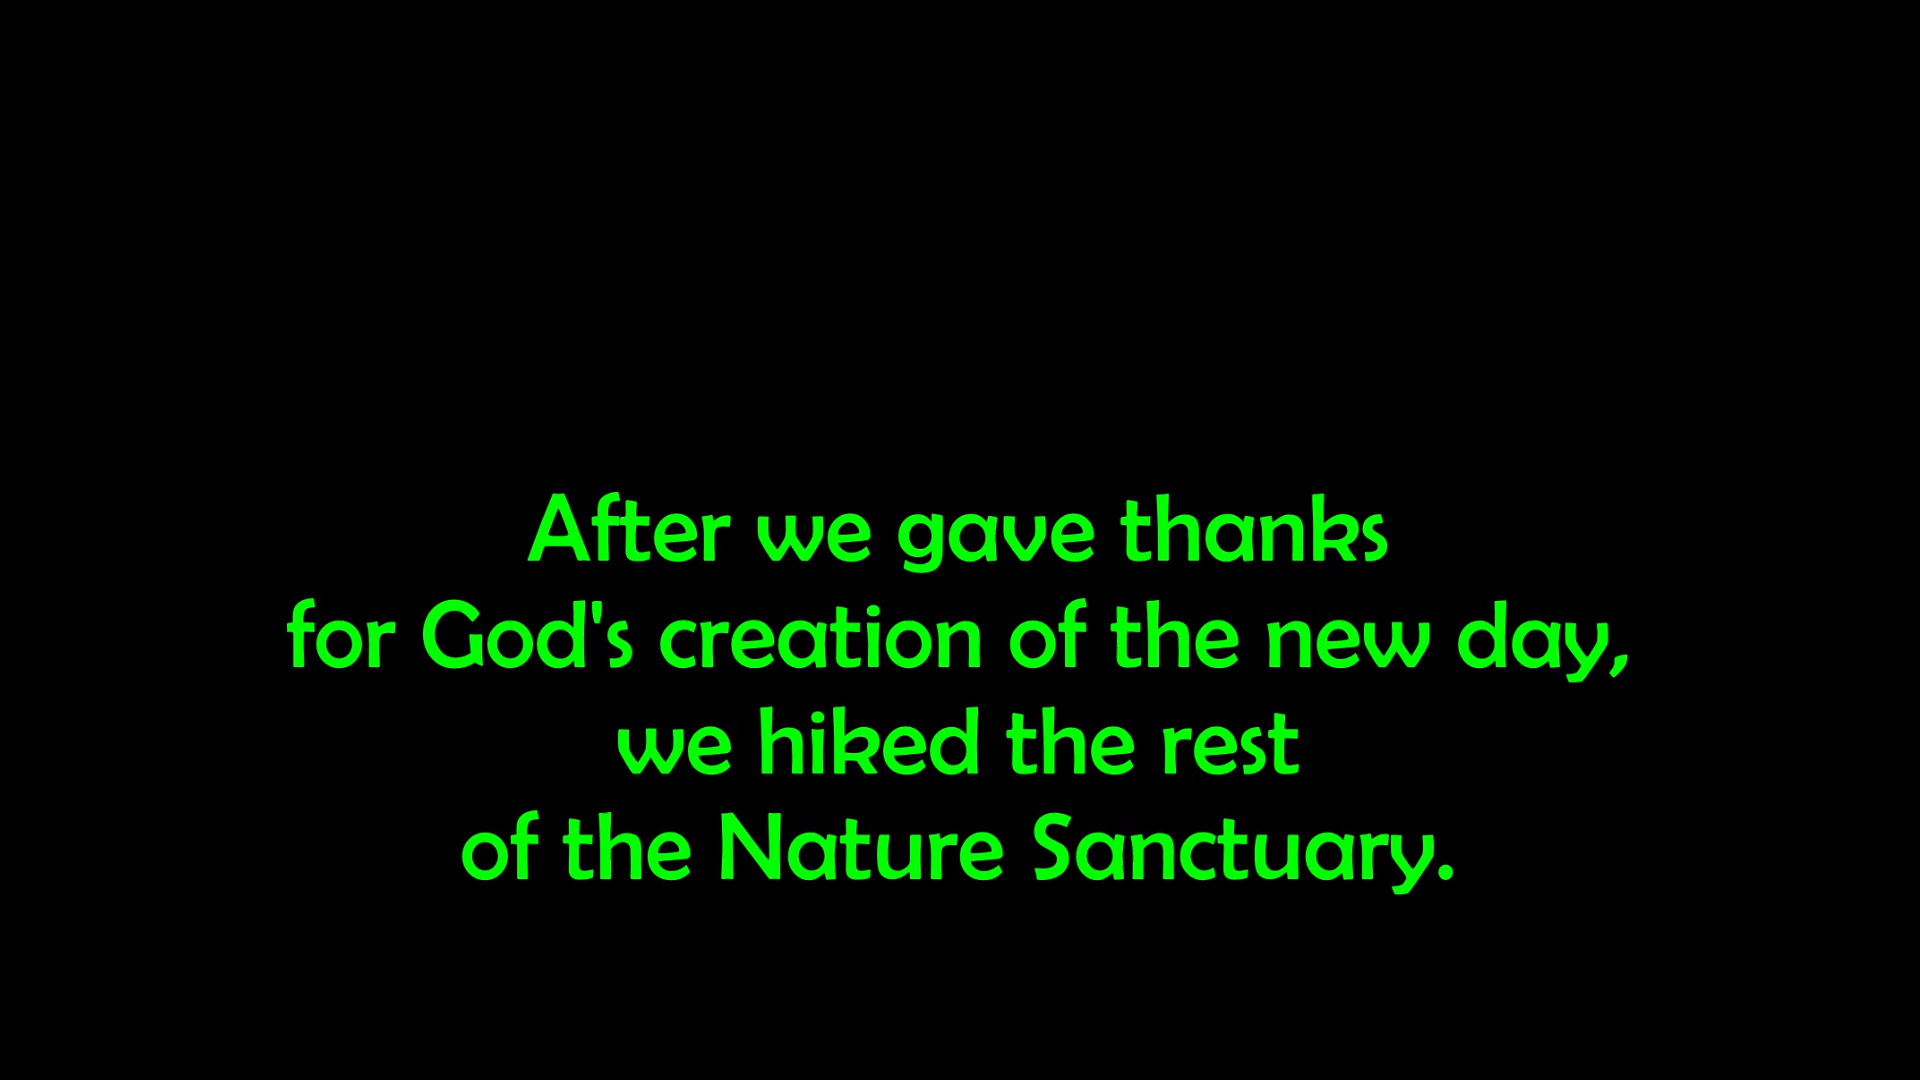 After we gave thanks
for God's creation of the new day,
we hiked the rest
of the Nature Sanctuary.